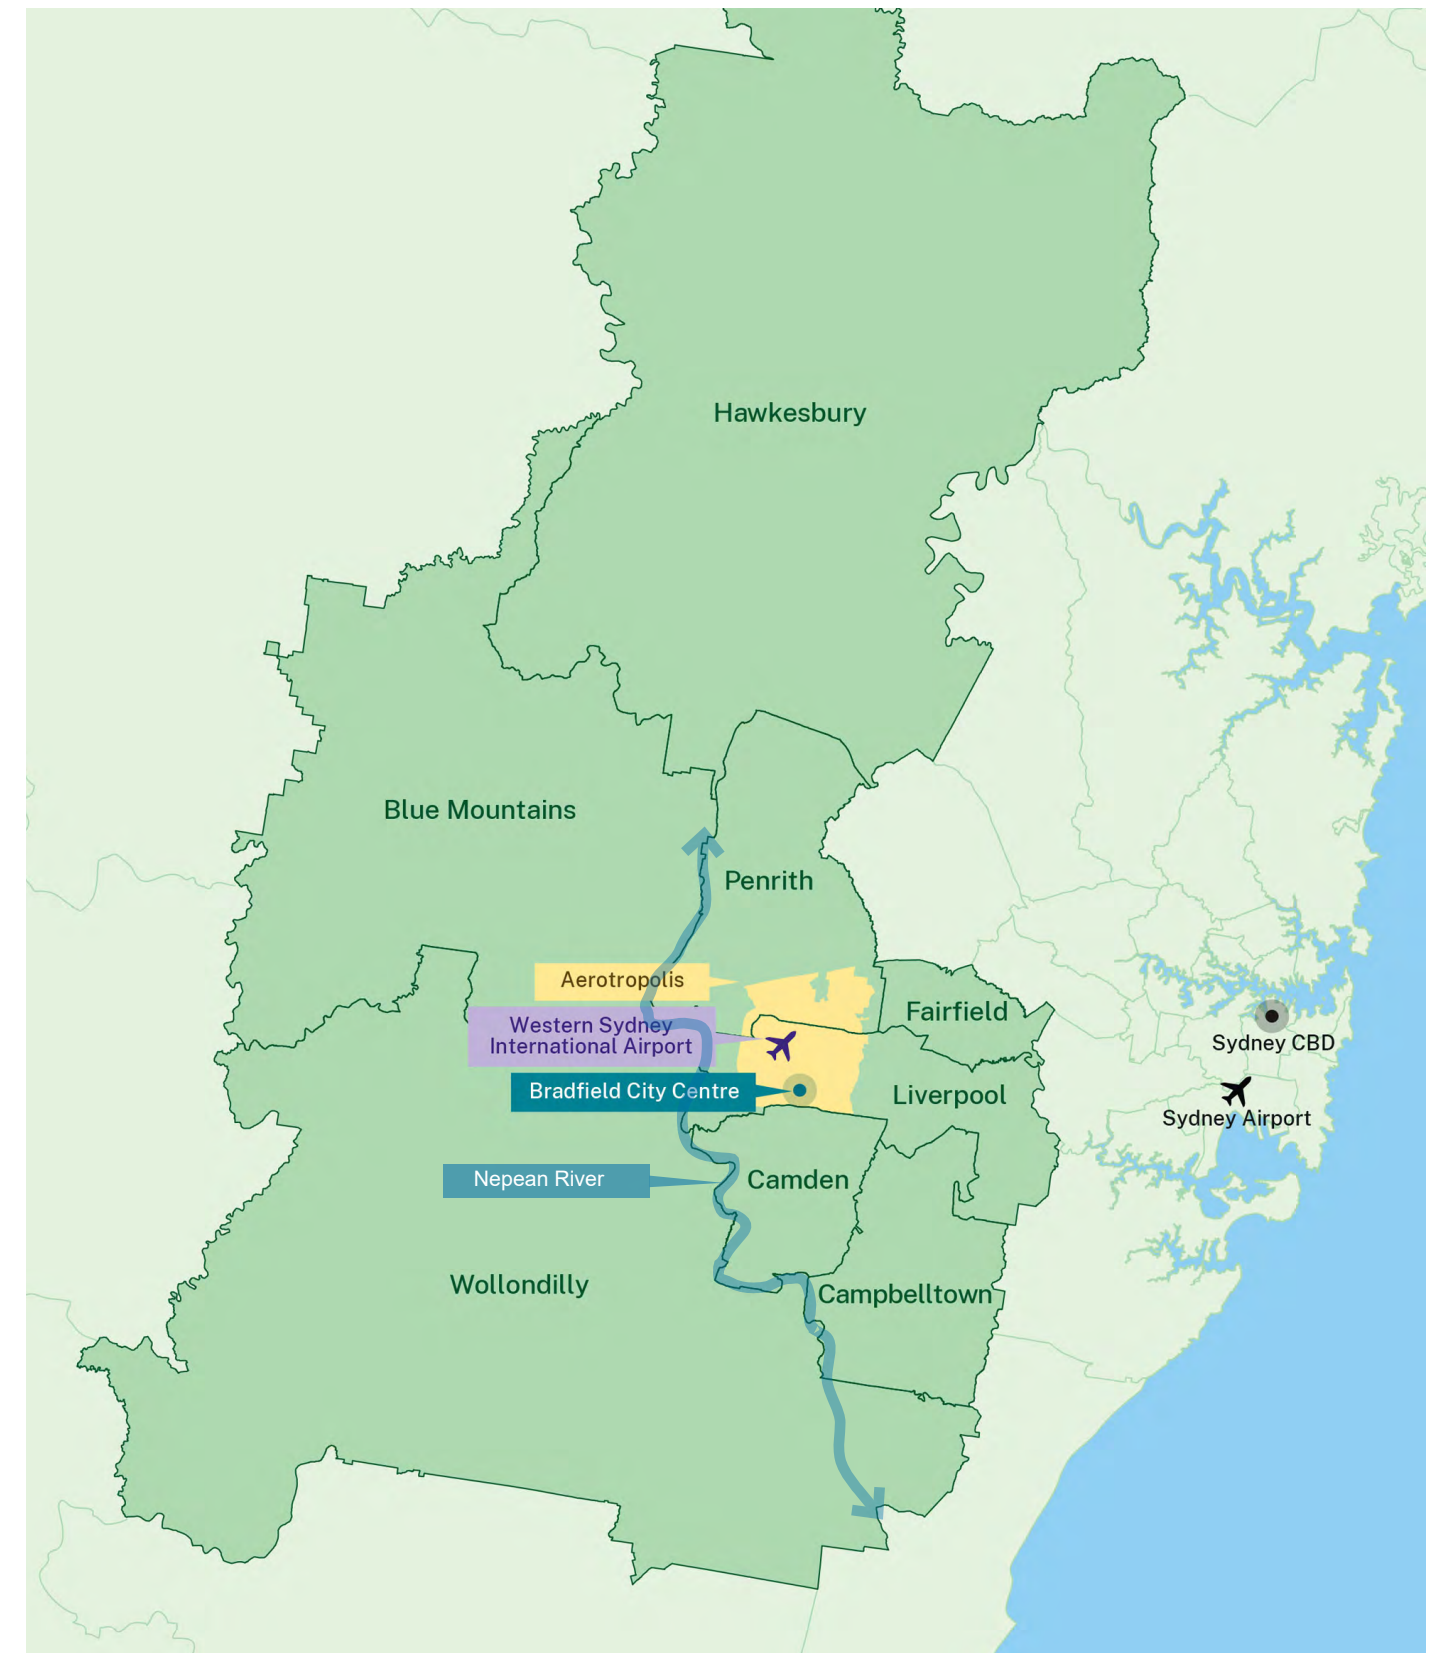 Hawkesbury
Blue Mountains
Penrith
Aerotropolis
Fairfield
Western Sydney
International Airport
Sydney CBD
Bradfield City Centre
Liverpool
Sydney Airport
Nepean River
Camden
Wollondilly
Campbelltown